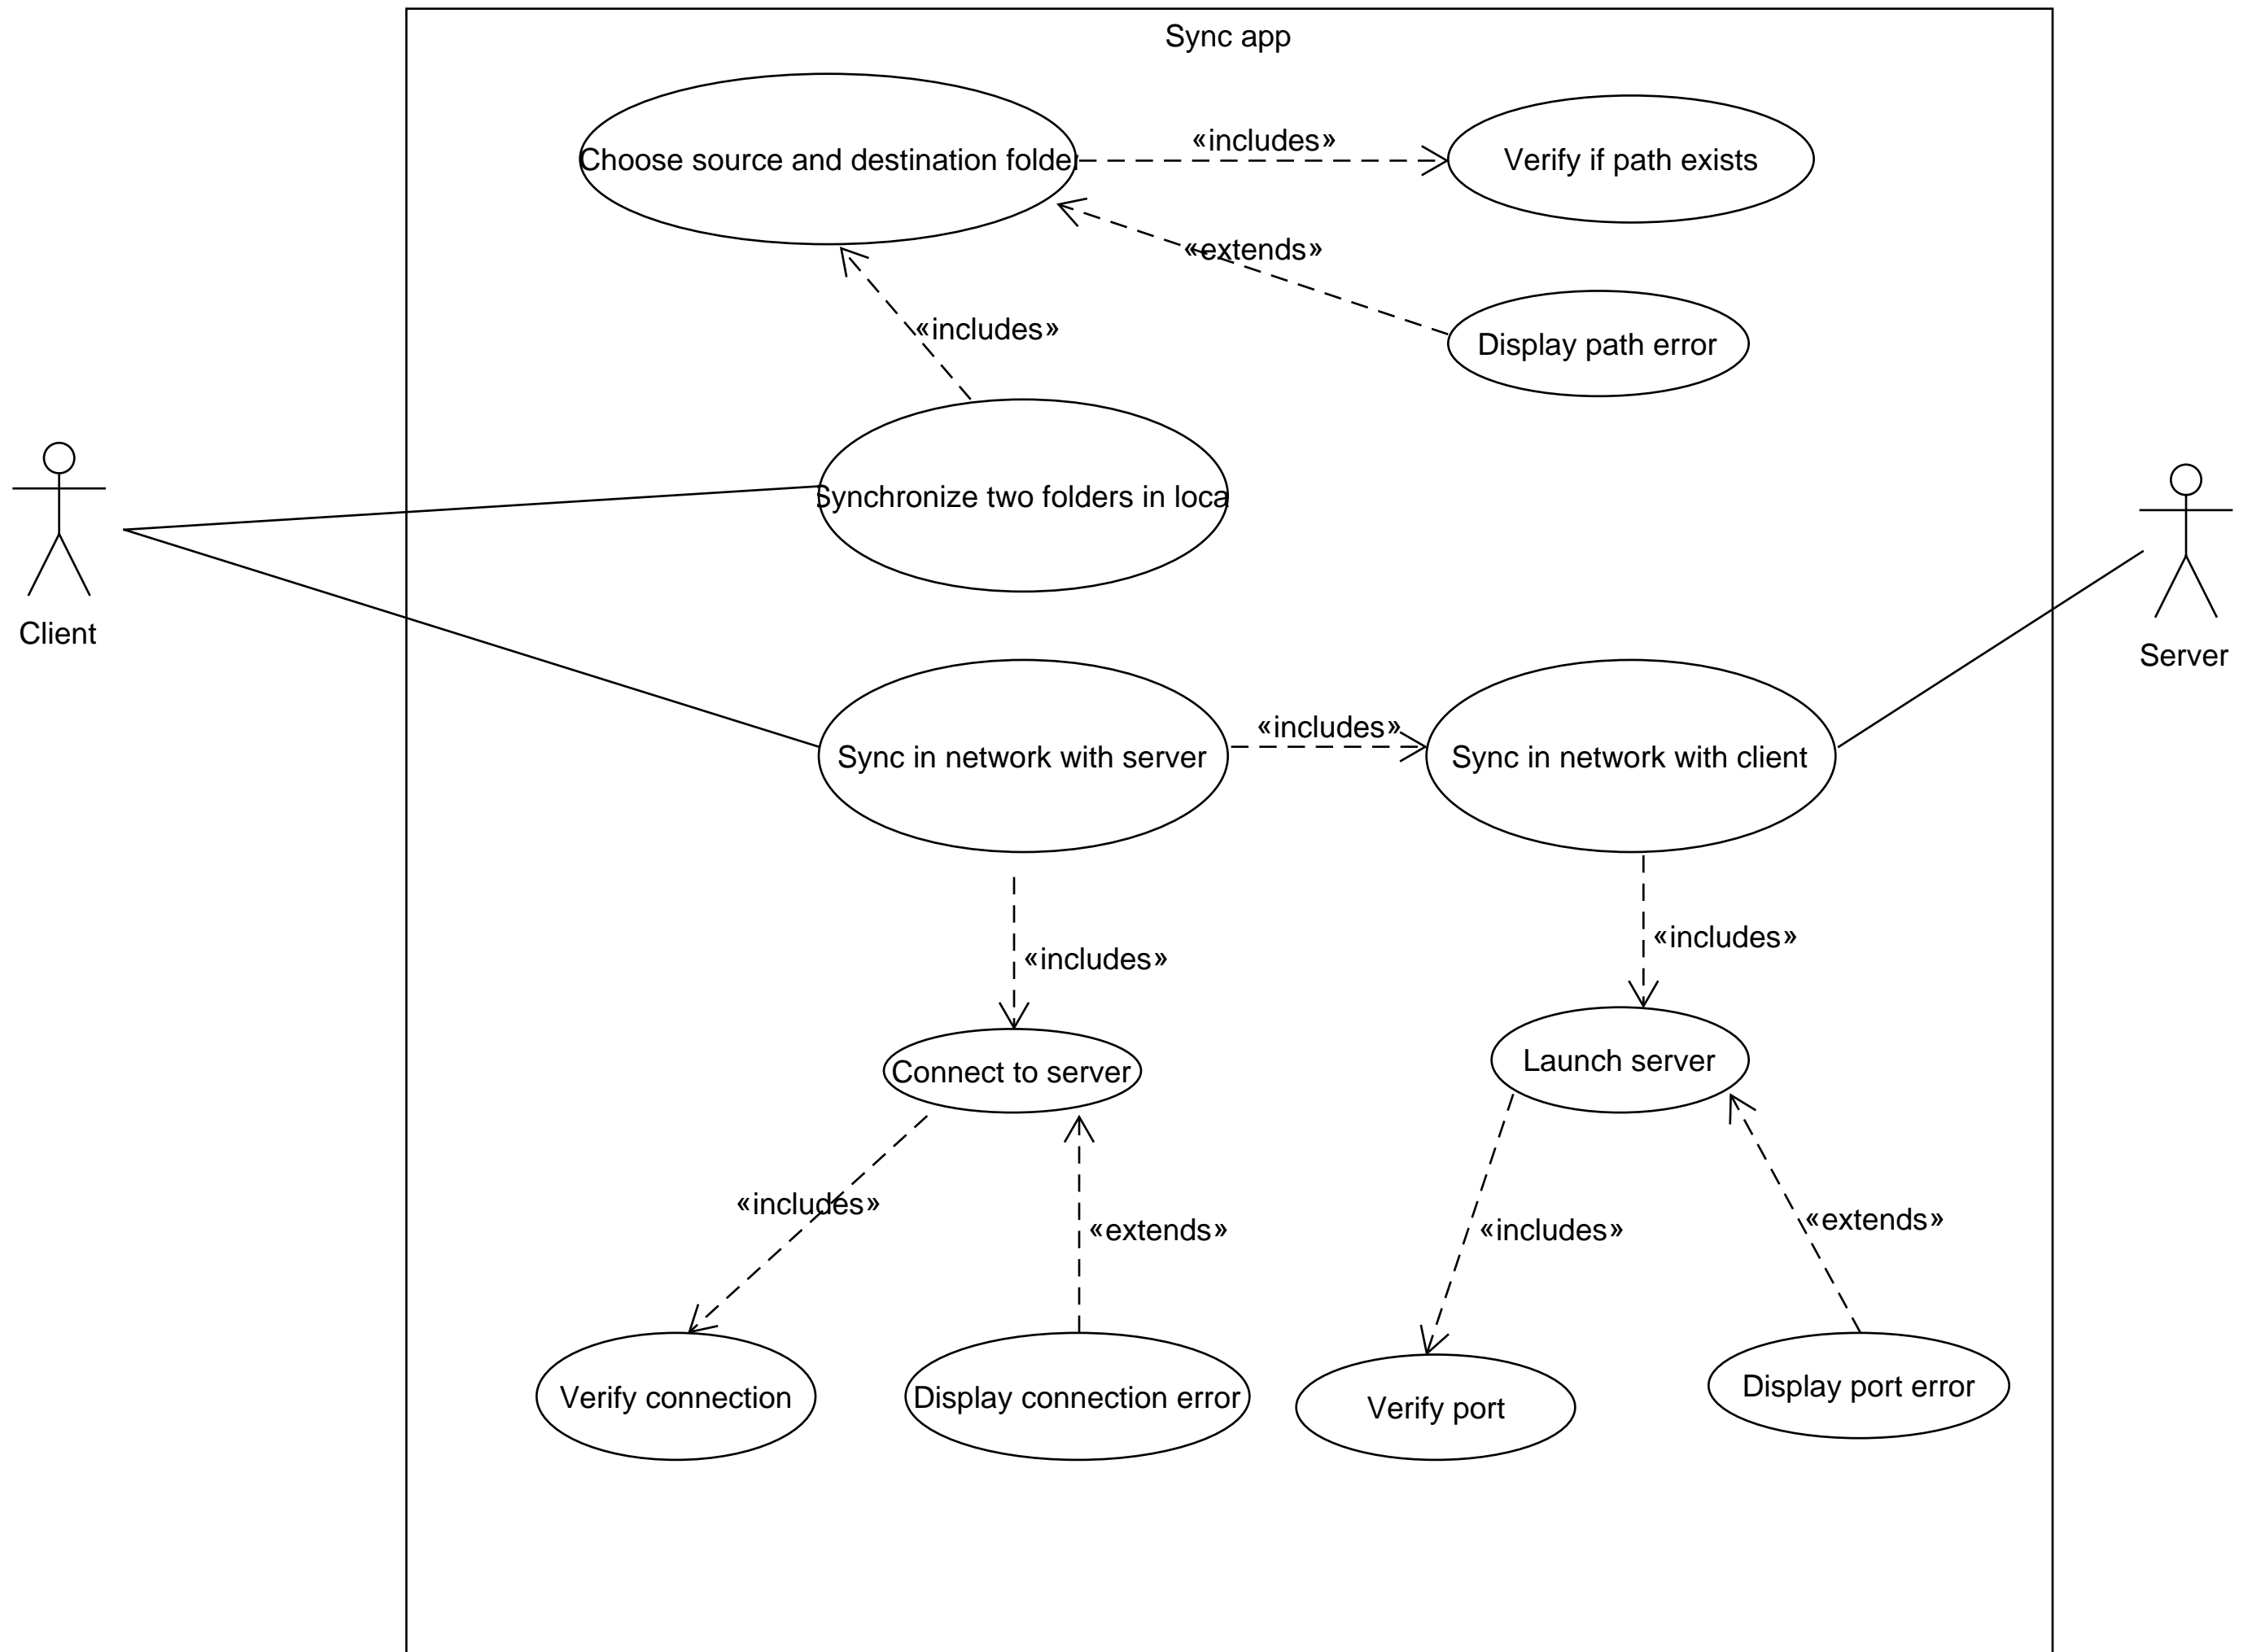 Sync app
«includes»
Choose source and destination folder
Verify if path exists
«extends»
«includes»
Display path error
Synchronize two folders in loca
Client
Server
«includes»
Sync in network with server
Sync in network with client
«includes»
«includes»
Launch server
Connect to server
«includes»
«extends»
«includes»
«extends»
Verify connection
Display connection error
Verify port
Display port error